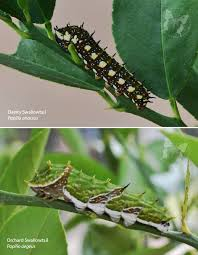 Dainty Swallowtail
Papilio anactus
Orchard Swallowtail
Papilio aegeus